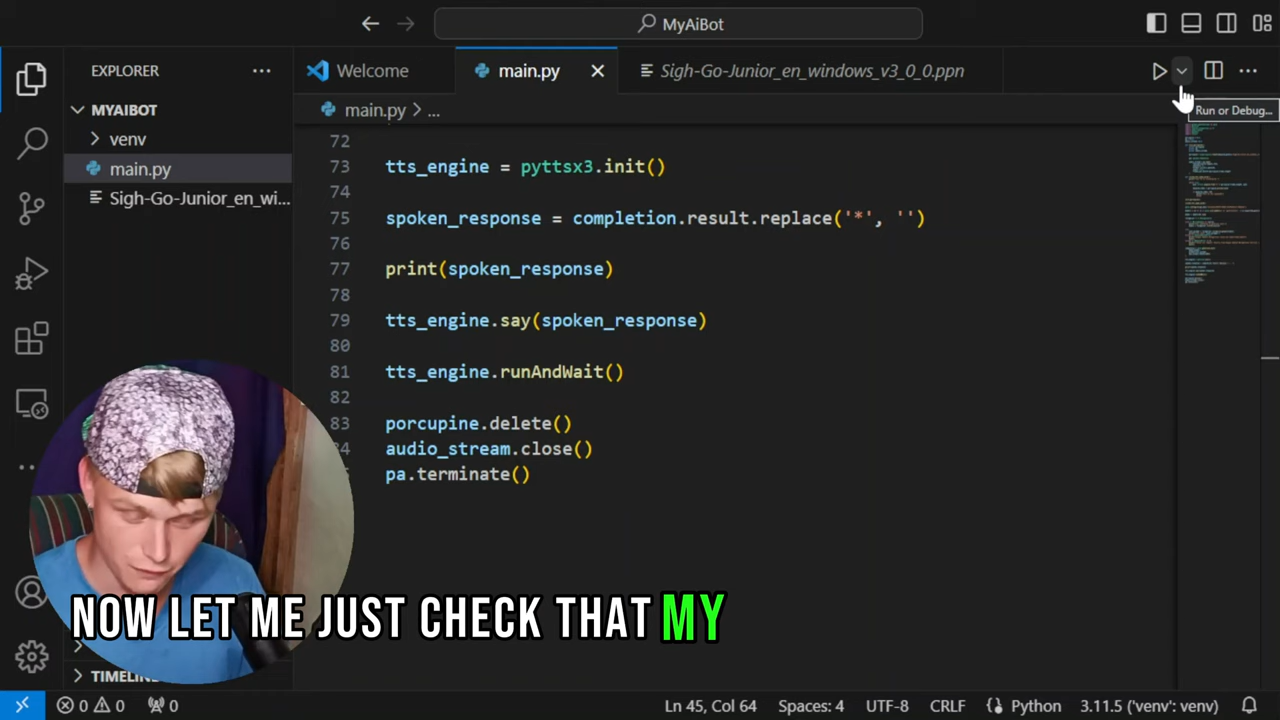 MyAiBot
EXPLORER
Welcome
main.py
Sigh-Go-Junior_en_windows_v3_0_0.ppn
Run or Debug...
MYAIBOT
venv
main.py
Sigh-Go-Junior_en_wi...
main.py > ...
72
73 tts_engine = pyttsx3.init()
74
75 spoken_response = completion.result.replace('*', '')
76
77 print(spoken_response)
78
79 tts_engine.say(spoken_response)
80
81 tts_engine.runAndWait()
82
83 porcupine.delete()
84 audio_stream.close()
pa.terminate()
NOW LET ME JUST CHECK THAT MY
TIMELINE
0 0 0
Ln 45, Col 64
Spaces: 4
UTF-8
CRLF
Python
3.11.5 ('venv': venv)